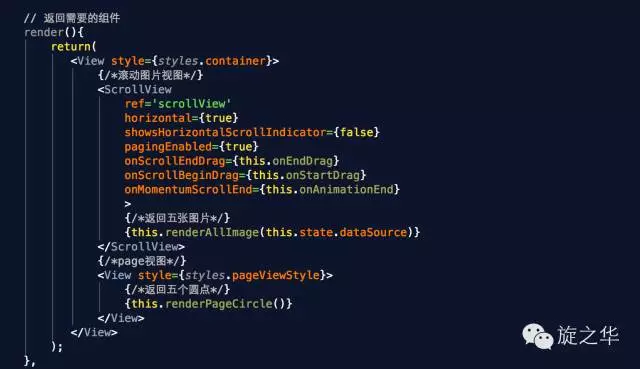 // 返回需要的组件
render(){
return(
<View style={styles.container}>
{/*滚动图片视图*/}
<ScrollView
ref='scrollView'
horizontal={true}
showsHorizontalScrollIndicator={false}
pagingEnabled={true}
onScrollEndDrag={this.onEndDrag}
onScrollBeginDrag={this.onStartDrag}
onMomentumScrollEnd={this.onAnimationEnd}
>
{/*返回五张图片*/}
{this.renderAllImage(this.state.dataSource)}
</ScrollView>
{/*page视图*/}
<View style={styles.pageViewStyle}>
{/*返回五个圆点*/}
{this.renderPageCircle()}
</View>
</View>
);
},
旋之华